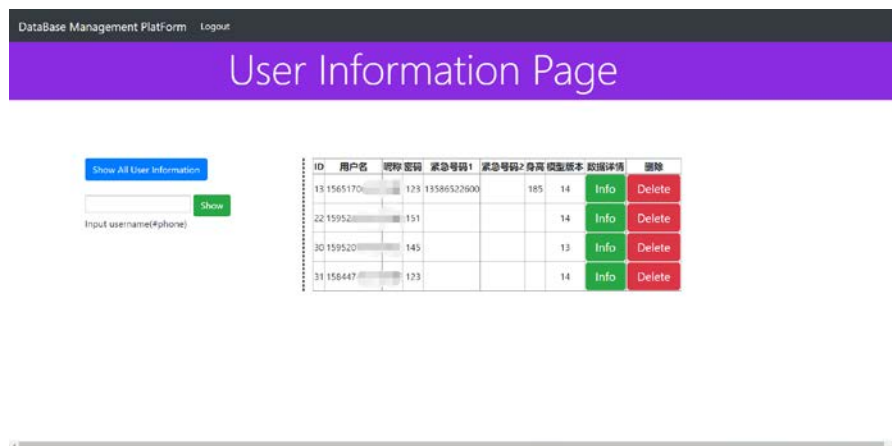 DataBase Management PlatForm Logout
User Information Page
Show All User Information
Show
Input username(#phone)
ID 用户名 昵称 密码 紧急号码1 紧急号码2 身高 模型版本 数据详情 删除
13 1565170 123 13586522600 185 14 Info Delete
22 15952 151 14 Info Delete
30 159520 145 13 Info Delete
31 158447 123 14 Info Delete